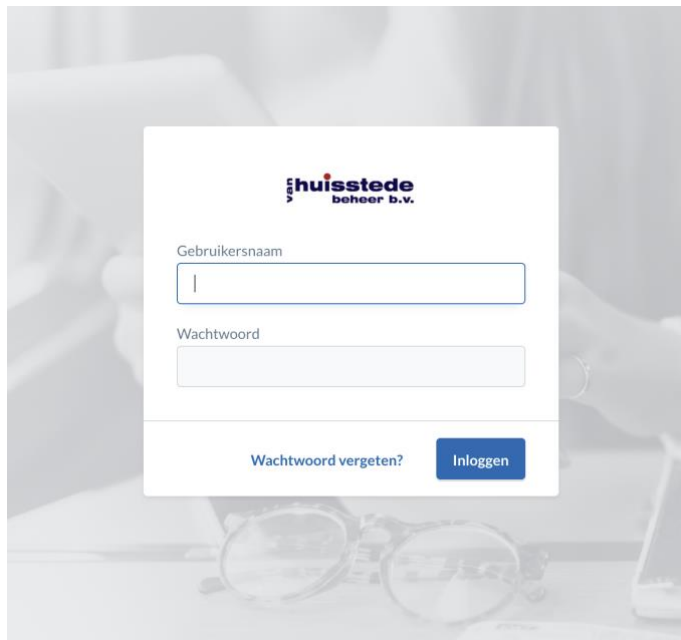 van huisstede
beheer b.v.
Gebruikersnaam
Wachtwoord
Wachtwoord vergeten?
Inloggen